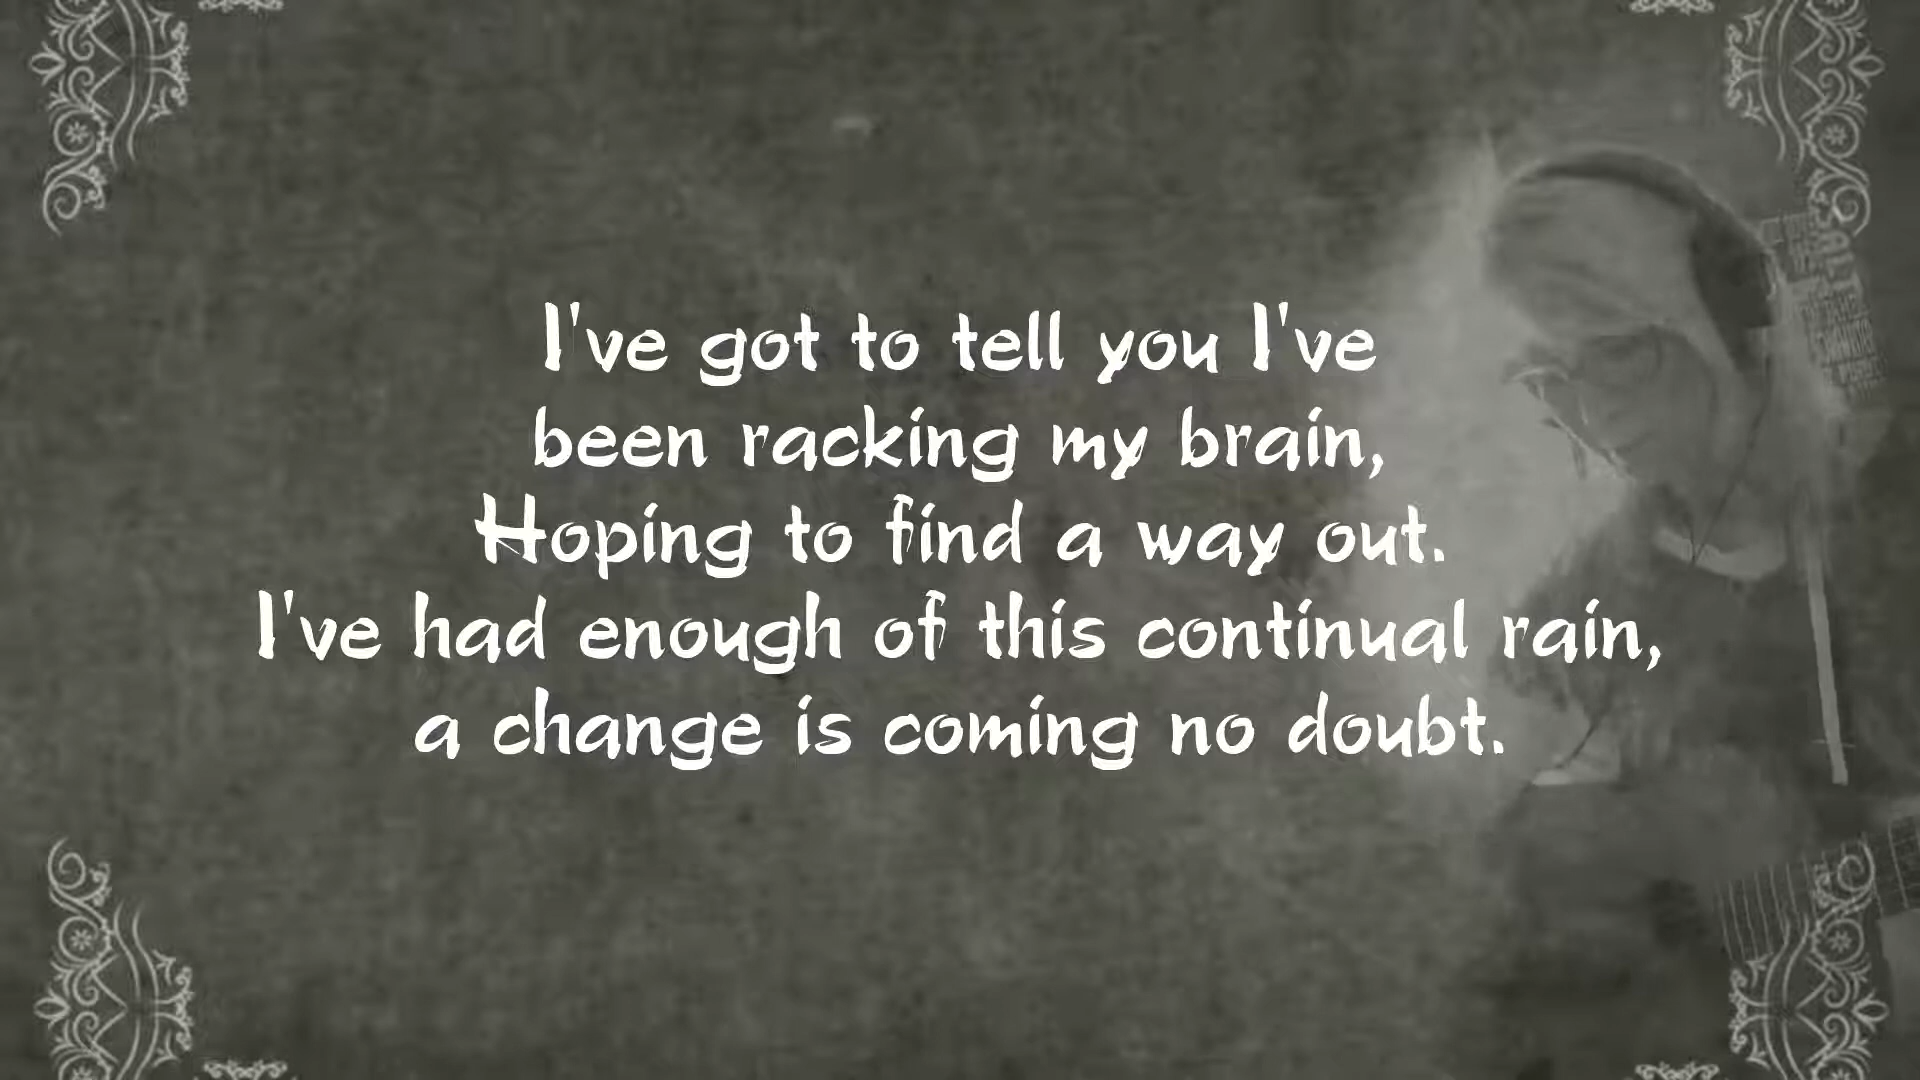 I've got to tell you I've
been racking my brain,
Hoping to find a way out.
I've had enough of this continual rain,
a change is coming no doubt.